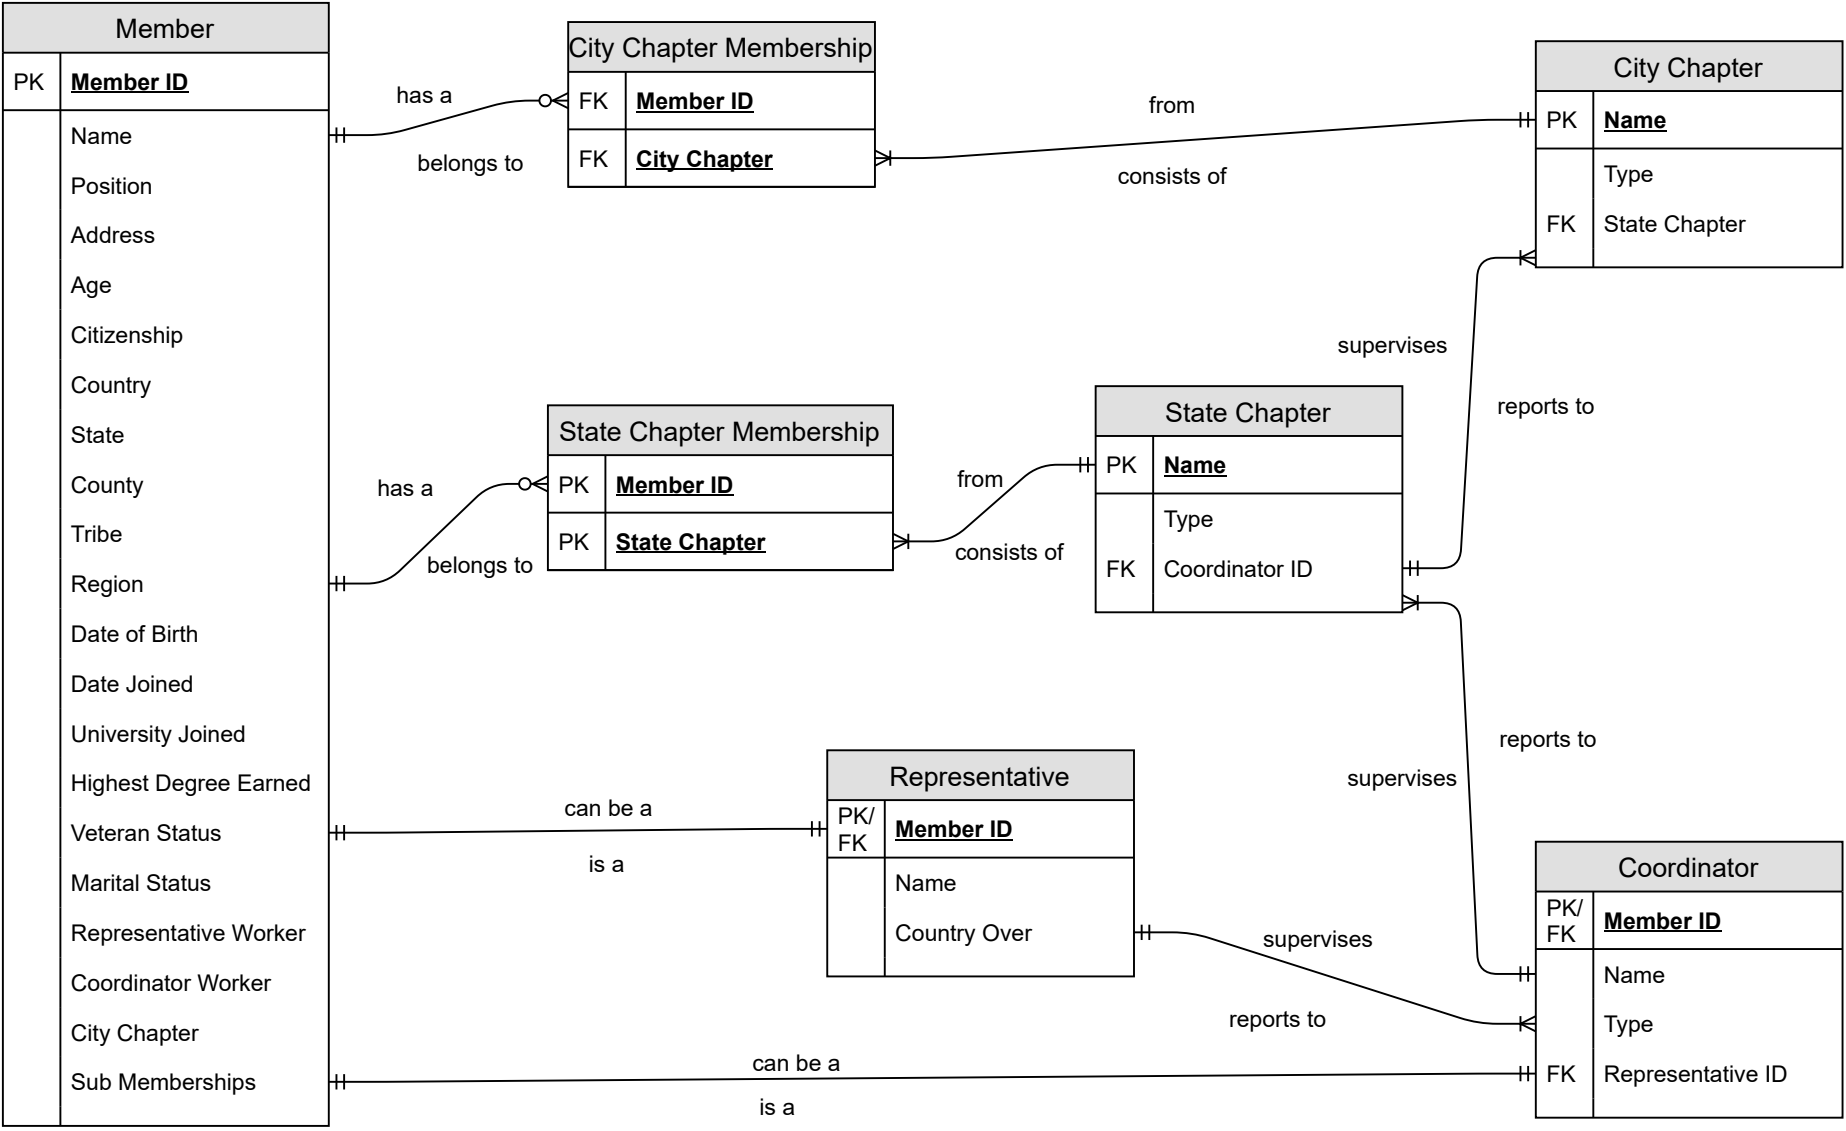 Member
PK Member ID
Name
Position
Address
Age
Citizenship
Country
State
County
Tribe
Region
Date of Birth
Date Joined
University Joined
Highest Degree Earned
Veteran Status
Marital Status
Representative Worker
Coordinator Worker
City Chapter
Sub Memberships
has a
belongs to
City Chapter Membership
FK Member ID
FK City Chapter
from
consists of
City Chapter
PK Name
Type
FK State Chapter
supervises
reports to
has a
belongs to
State Chapter Membership
PK Member ID
PK State Chapter
from
consists of
State Chapter
PK Name
Type
FK Coordinator ID
reports to
supervises
can be a
is a
Representative
PK/
FK Member ID
Name
Country Over
supervises
reports to
Coordinator
PK/
FK Member ID
Name
Type
FK Representative ID
can be a
is a